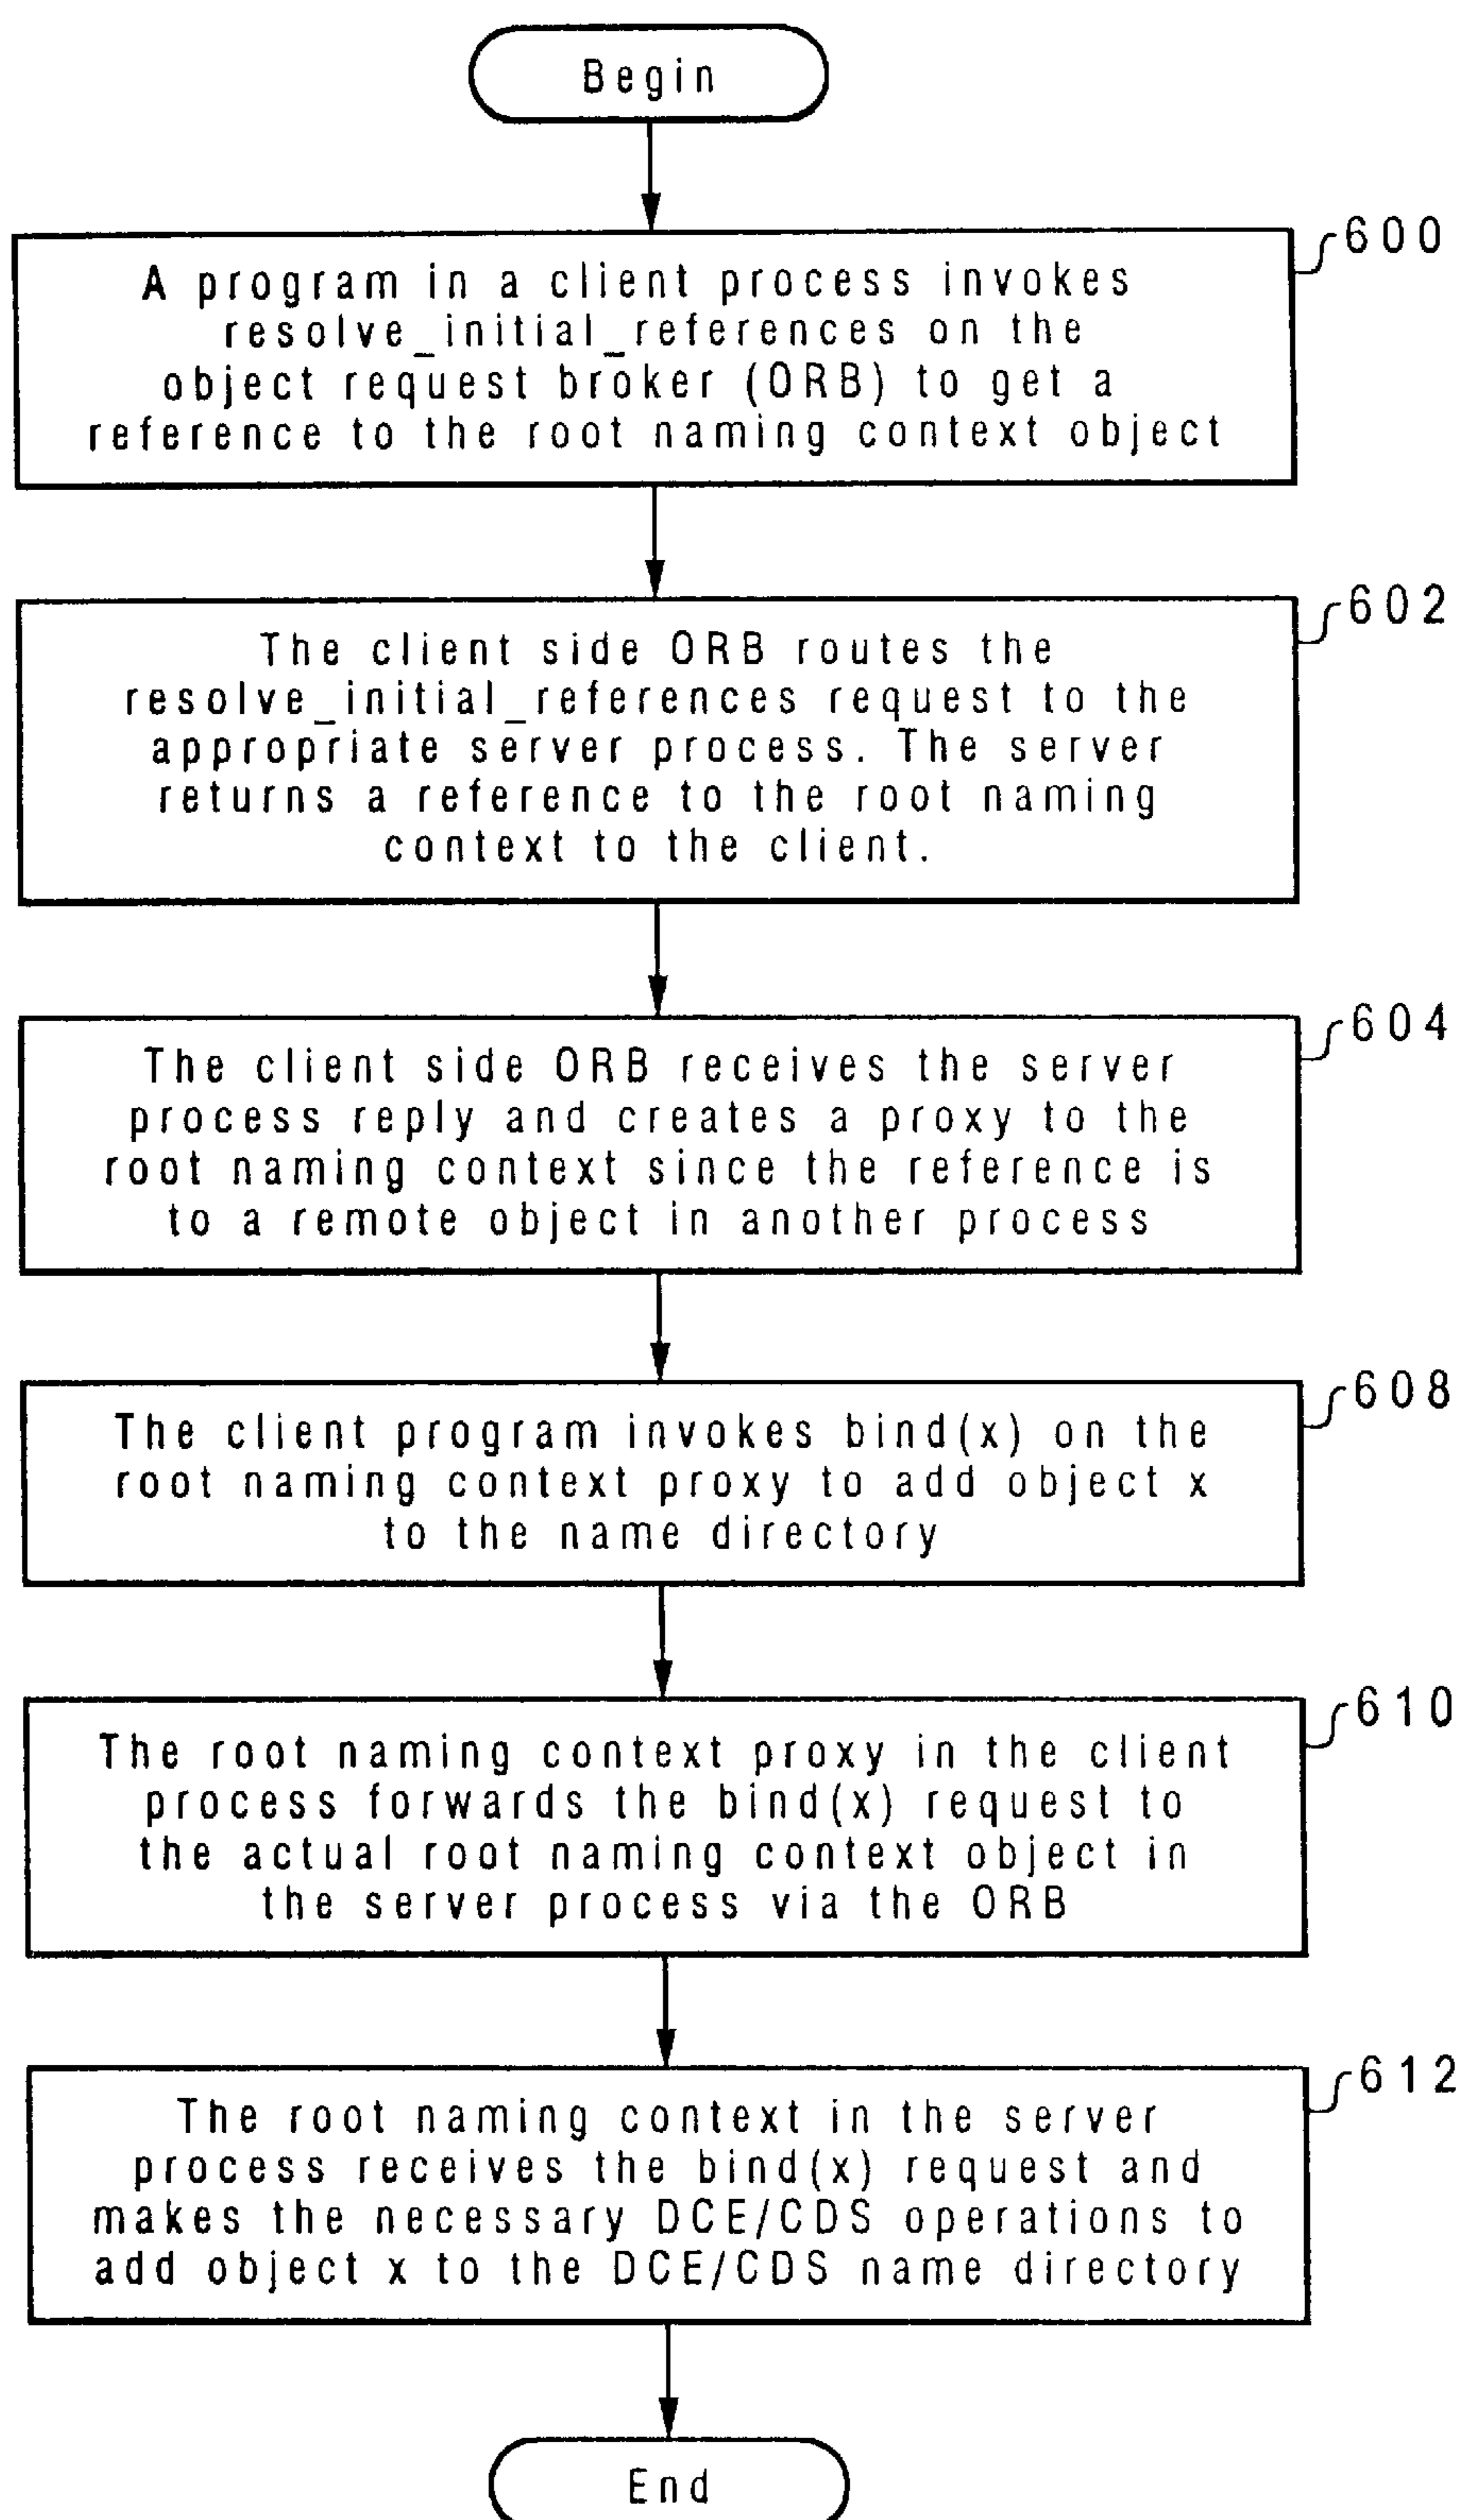 Begin
600
A program in a client process invokes
resolve_initial_references on the
object request broker (ORB) to get a
reference to the root naming context object
602
The client side ORB routes the
resolve_initial_references request to the
appropriate server process. The server
returns a reference to the root naming
context to the client.
604
The client side ORB receives the server
process reply and creates a proxy to the
root naming context since the reference is
to a remote object in another process
608
The client program invokes bind(x) on the
root naming context proxy to add object x
to the name directory
610
The root naming context proxy in the client
process forwards the bind(x) request to
the actual root naming context object in
the server process via the ORB
612
The root naming context in the server
process receives the bind(x) request and
makes the necessary DCE/CDS operations to
add object x to the DCE/CDS name directory
End